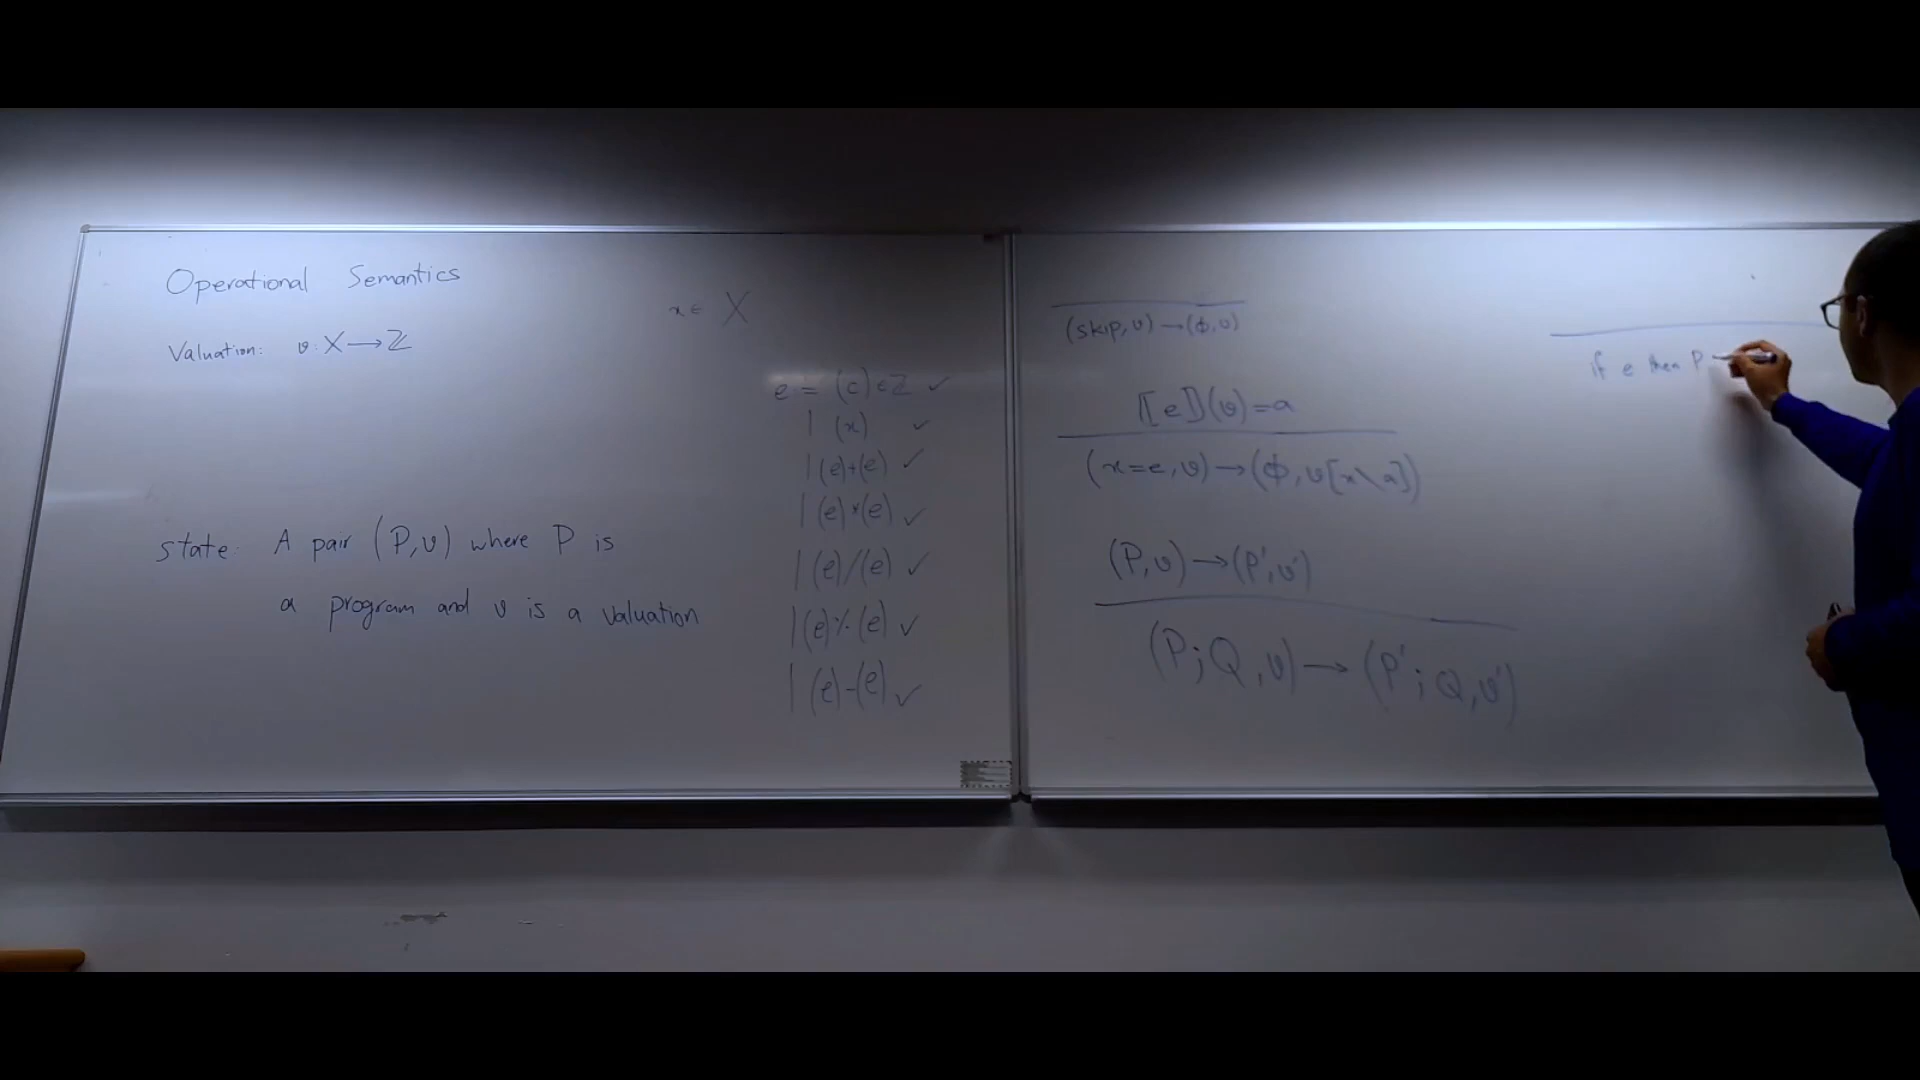 Operational Semantics
Valuation: v: X → ℤ
x ∈ X
e = (c) ∈ ℤ ✓
| (x) ✓
| (e)+(e) ✓
| (e)*(e) ✓
| (e)/(e) ✓
| (e)%(e) ✓
| (e)-(e) ✓
state: A pair (P,v) where P is
a program and v is a valuation
(skip, v) → (ϕ, v)
⟦e⟧(v) = a
(x=e, v) → (ϕ, v[x\a])
(P,v) → (P',v')
(P;Q,v) → (P';Q,v')
if e then P